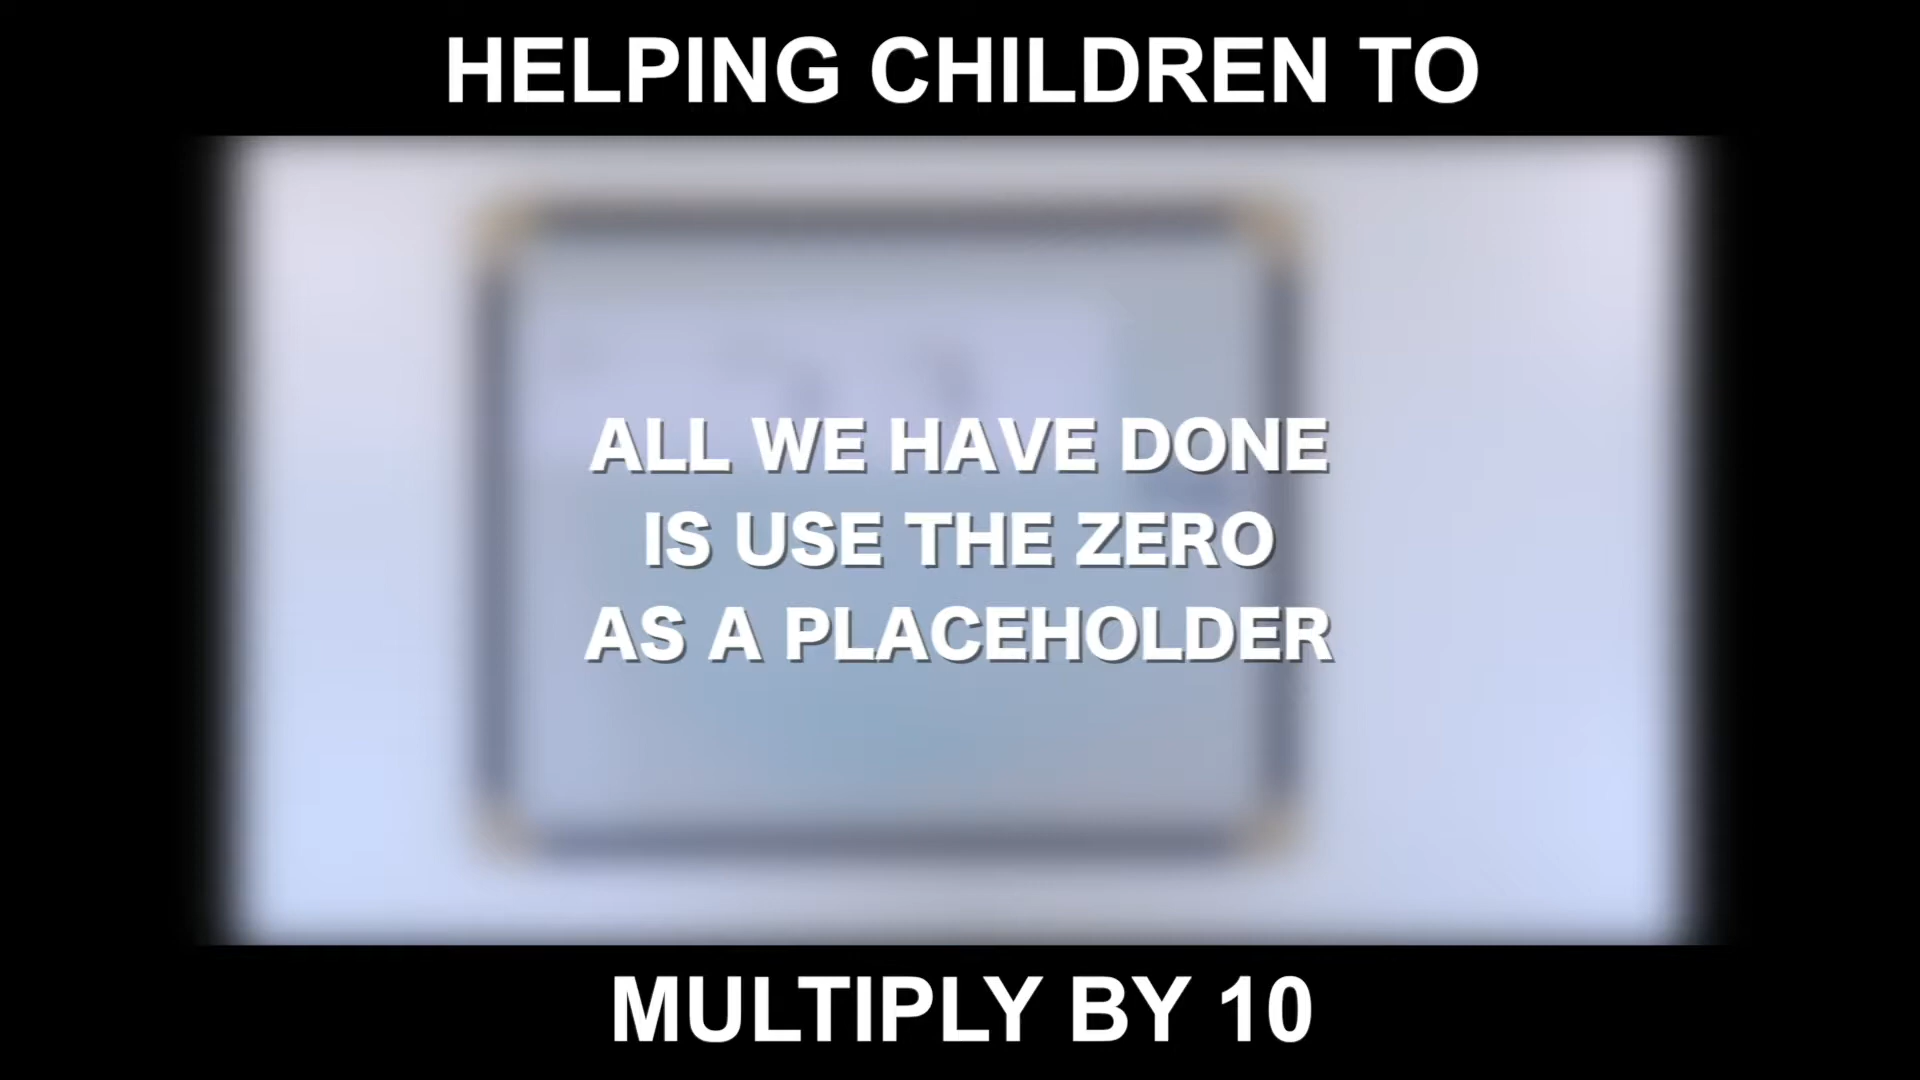 HELPING CHILDREN TO
ALL WE HAVE DONE
IS USE THE ZERO
AS A PLACEHOLDER
MULTIPLY BY 10